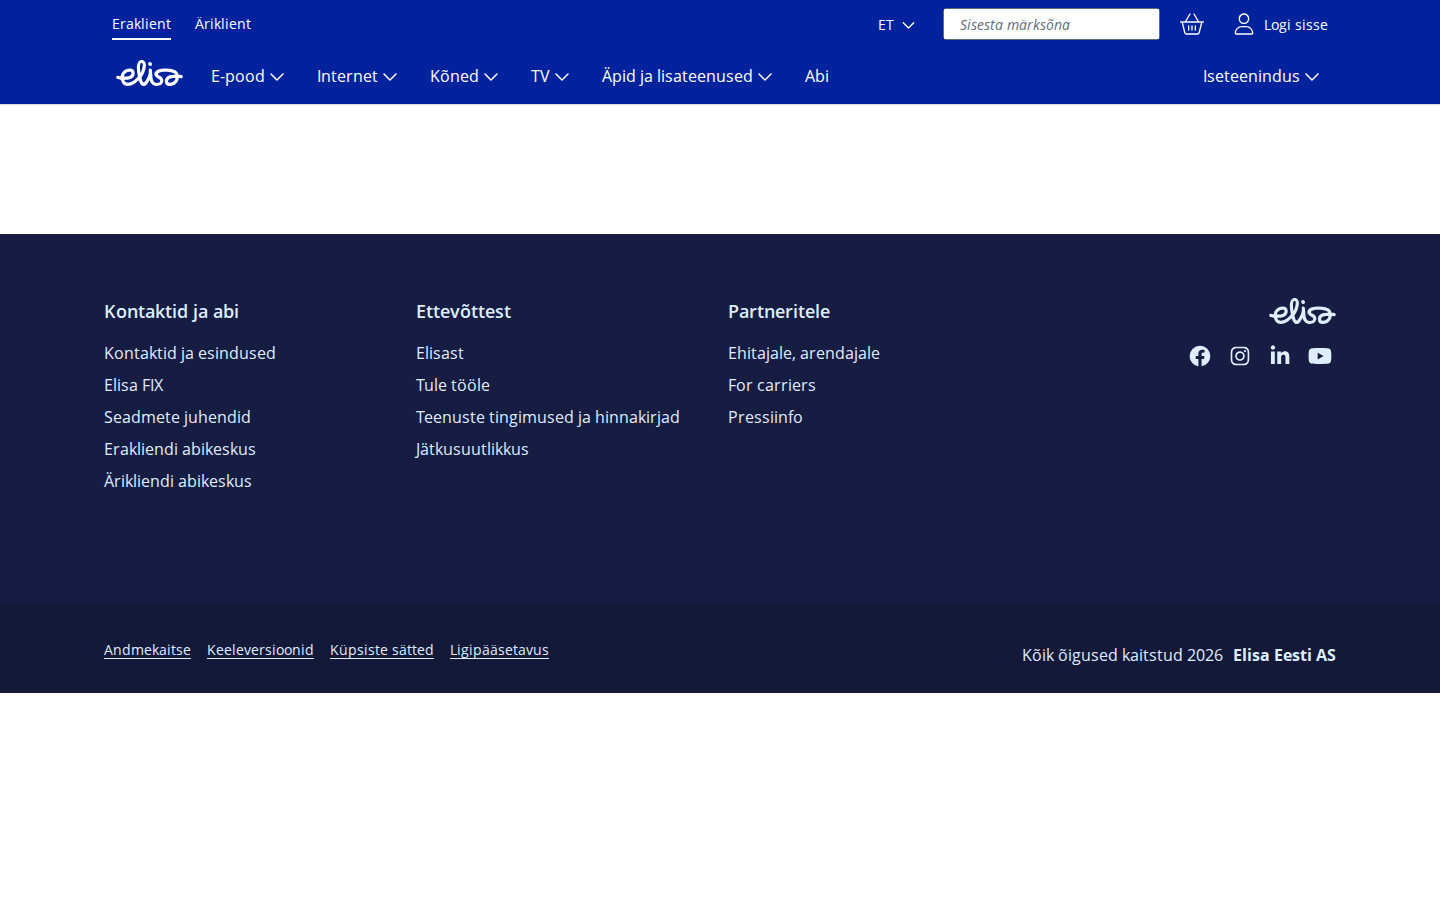 Eraklient Äriklient ET Sisesta märksõna Logi sisse
elisa E-pood Internet Kõned TV Äpid ja lisateenused Abi Iseteenindus
Kontaktid ja abi
Kontaktid ja esindused
Elisa FIX
Seadmete juhendid
Erakliendi abikeskus
Ärikliendi abikeskus
Ettevõttest
Elisast
Tule tööle
Teenuste tingimused ja hinnakirjad
Jätkusuutlikkus
Partneritele
Ehitajale, arendajale
For carriers
Pressiinfo
elisa
Andmekaitse Keeleversioonid Küpsiste sätted Ligipääsetavus
Kõik õigused kaitstud 2026 Elisa Eesti AS